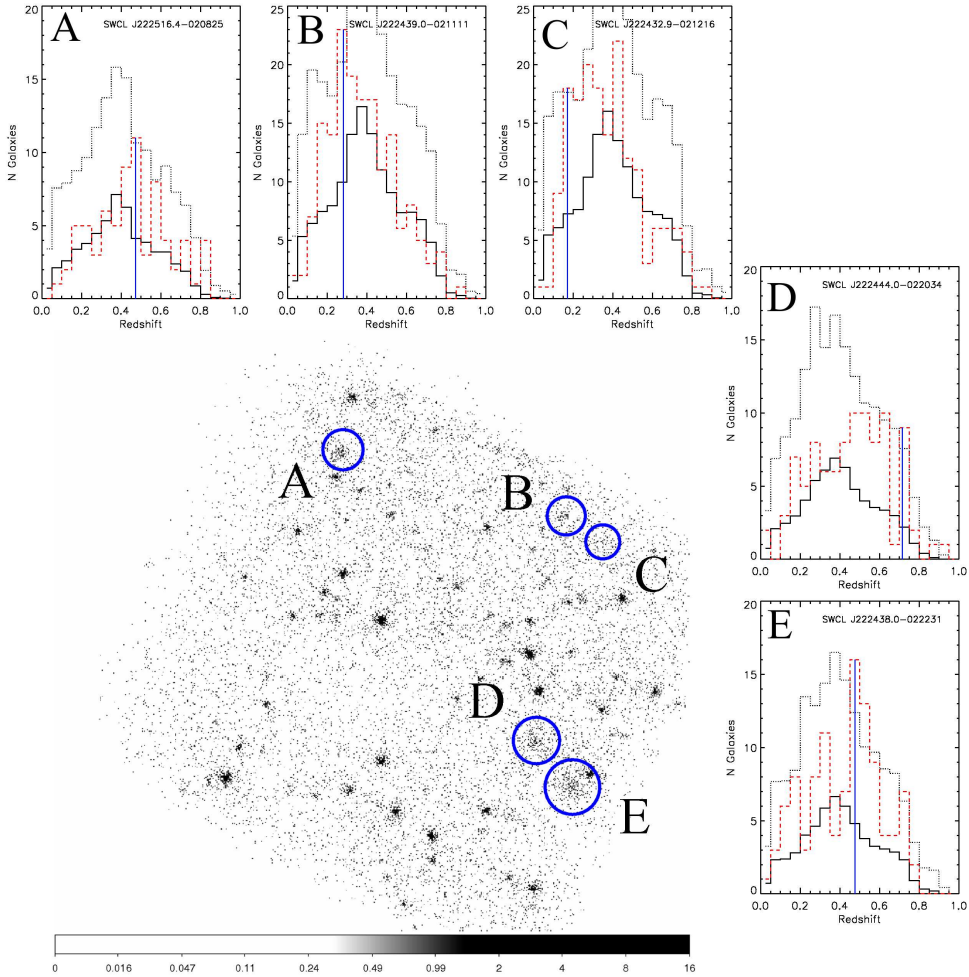 A
SWCL J222516.4-020825
20
15
10
5
0
N Galaxies
0.0 0.2 0.4 0.6 0.8 1.0
Redshift
B
SWCL J222439.0-021111
25
20
15
10
5
0
N Galaxies
0.0 0.2 0.4 0.6 0.8 1.0
Redshift
C
SWCL J222432.9-021216
25
20
15
10
5
0
N Galaxies
0.0 0.2 0.4 0.6 0.8 1.0
Redshift
D
SWCL J222444.0-022034
20
15
10
5
0
N Galaxies
0.0 0.2 0.4 0.6 0.8 1.0
Redshift
E
SWCL J222438.0-022231
20
15
10
5
0
N Galaxies
0.0 0.2 0.4 0.6 0.8 1.0
Redshift
A
B
C
D
E
0 0.016 0.047 0.11 0.24 0.49 0.99 2 4 8 16